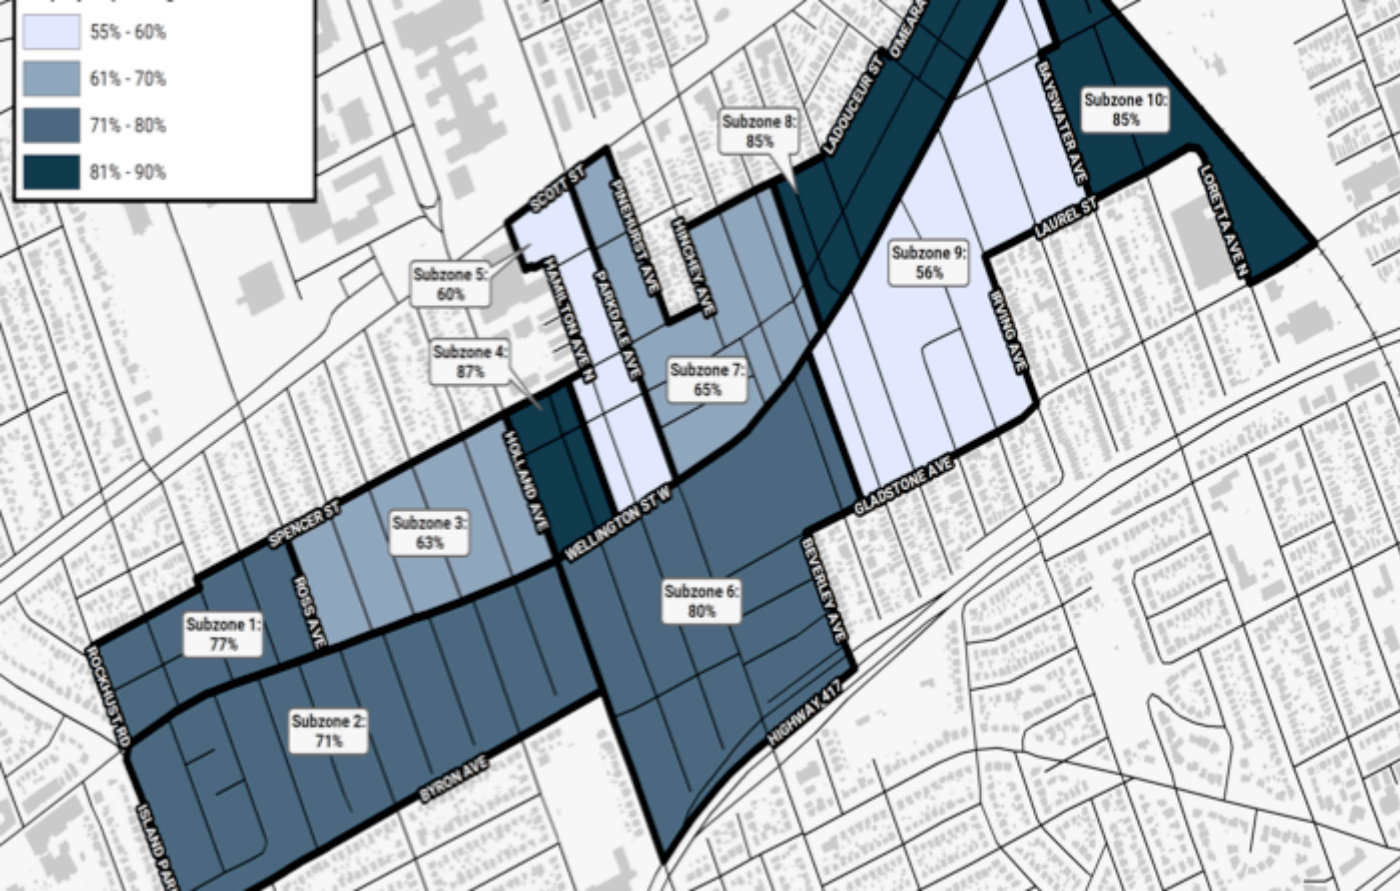 55% - 60%
61% - 70%
71% - 80%
81% - 90%
O'MEARA
LADOUCEUR ST
BAYSWATER AVE
Subzone 10:
85%
Subzone 8:
85%
SCOTT ST
PINEHURST AVE
HINCHEY AVE
LAUREL ST
LORETTA AVE N
Subzone 9:
56%
Subzone 5:
60%
HAMILTON AVE N
PARKDALE AVE
IRVING AVE
Subzone 4:
87%
Subzone 7:
65%
HOLLAND AVE
WELLINGTON ST W
GLADSTONE AVE
SPENCER ST
Subzone 3:
63%
BEVERLEY AVE
ROSS AVE
Subzone 6:
80%
Subzone 1:
77%
ROCKHUST RD
Subzone 2:
71%
HIGHWAY 417
BYRON AVE
ISLAND PAR